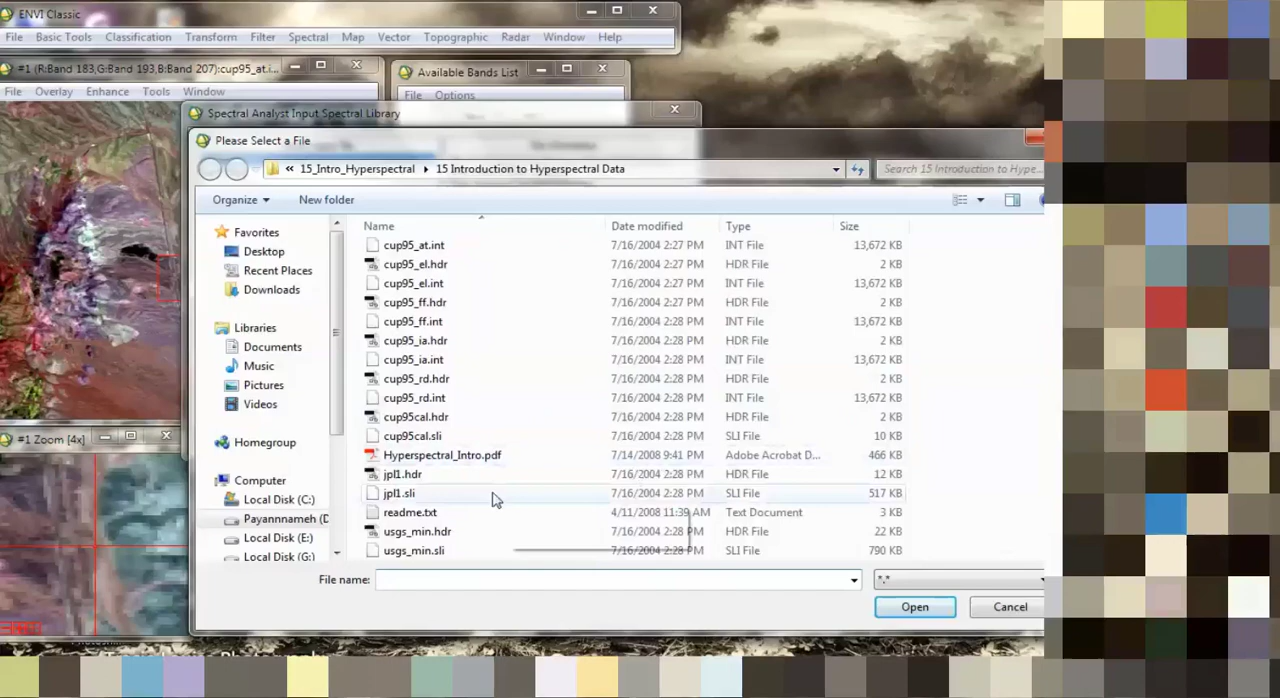 ENVI Classic
File Basic Tools Classification Transform Filter Spectral Map Vector Topographic Radar Window Help
#1 (R:Band 183,G:Band 193,B:Band 207):cup95_at.i...
File Overlay Enhance Tools Window
Available Bands List
File Options
Spectral Analyst Input Spectral Library
Please Select a File
« 15_Intro_Hyperspectral 15 Introduction to Hyperspectral Data
Search 15 Introduction to Hype...
Organize New folder
Name Date modified Type Size
Favorites
Desktop
Recent Places
Downloads
Libraries
Documents
Music
Pictures
Videos
Homegroup
Computer
Local Disk (C:)
Payannnameh (D
Local Disk (E:)
Local Disk (G:)
cup95_at.int 7/16/2004 2:27 PM INT File 13,672 KB
cup95_el.hdr 7/16/2004 2:27 PM HDR File 2 KB
cup95_el.int 7/16/2004 2:27 PM INT File 13,672 KB
cup95_ff.hdr 7/16/2004 2:27 PM HDR File 2 KB
cup95_ff.int 7/16/2004 2:28 PM INT File 13,672 KB
cup95_ia.hdr 7/16/2004 2:28 PM HDR File 2 KB
cup95_ia.int 7/16/2004 2:28 PM INT File 13,672 KB
cup95_rd.hdr 7/16/2004 2:28 PM HDR File 2 KB
cup95_rd.int 7/16/2004 2:28 PM INT File 13,672 KB
cup95cal.hdr 7/16/2004 2:28 PM HDR File 2 KB
cup95cal.sli 7/16/2004 2:28 PM SLI File 10 KB
Hyperspectral_Intro.pdf 7/14/2008 9:41 PM Adobe Acrobat D... 466 KB
jpl1.hdr 7/16/2004 2:28 PM HDR File 12 KB
jpl1.sli 7/16/2004 2:28 PM SLI File 517 KB
readme.txt 4/11/2008 11:39 AM Text Document 3 KB
usgs_min.hdr 7/16/2004 2:28 PM HDR File 22 KB
usgs_min.sli 7/16/2004 2:28 PM SLI File 790 KB
#1 Zoom [4x]
File name:
*.*
Open Cancel